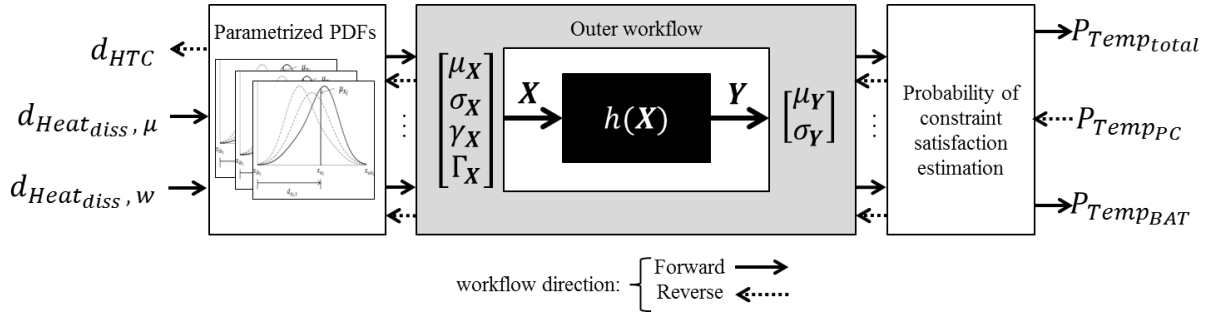 Parametrized PDFs
Outer workflow
d_HTC
d_Heat_diss, μ
d_Heat_diss, w
μ_X
σ_X
γ_X
Γ_X
X
h(X)
Y
μ_Y
σ_Y
Probability of
constraint
satisfaction
estimation
P_Temp_total
P_Temp_PC
P_Temp_BAT
workflow direction:
Forward
Reverse